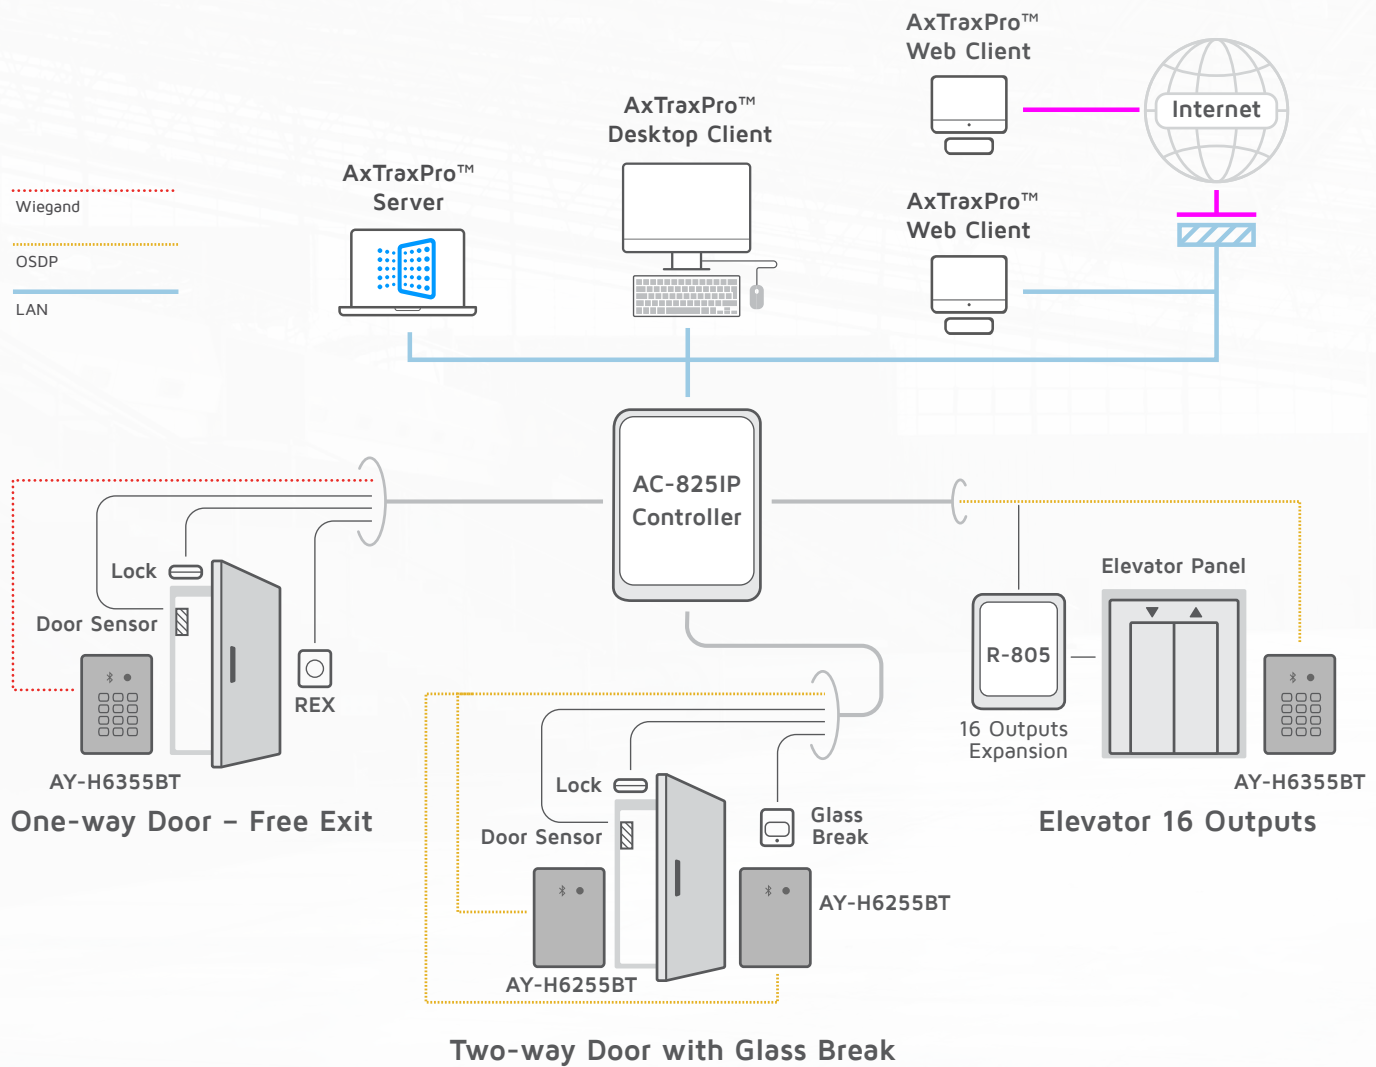 AxTraxPro™
Web Client
Internet
AxTraxPro™
Desktop Client
AxTraxPro™
Server
AxTraxPro™
Web Client
Wiegand
OSDP
LAN
AC-825IP
Controller
Lock
Door Sensor
REX
AY-H6355BT
One-way Door – Free Exit
Lock
Door Sensor
Glass
Break
AY-H6255BT
AY-H6255BT
Two-way Door with Glass Break
Elevator Panel
R-805
16 Outputs
Expansion
AY-H6355BT
Elevator 16 Outputs